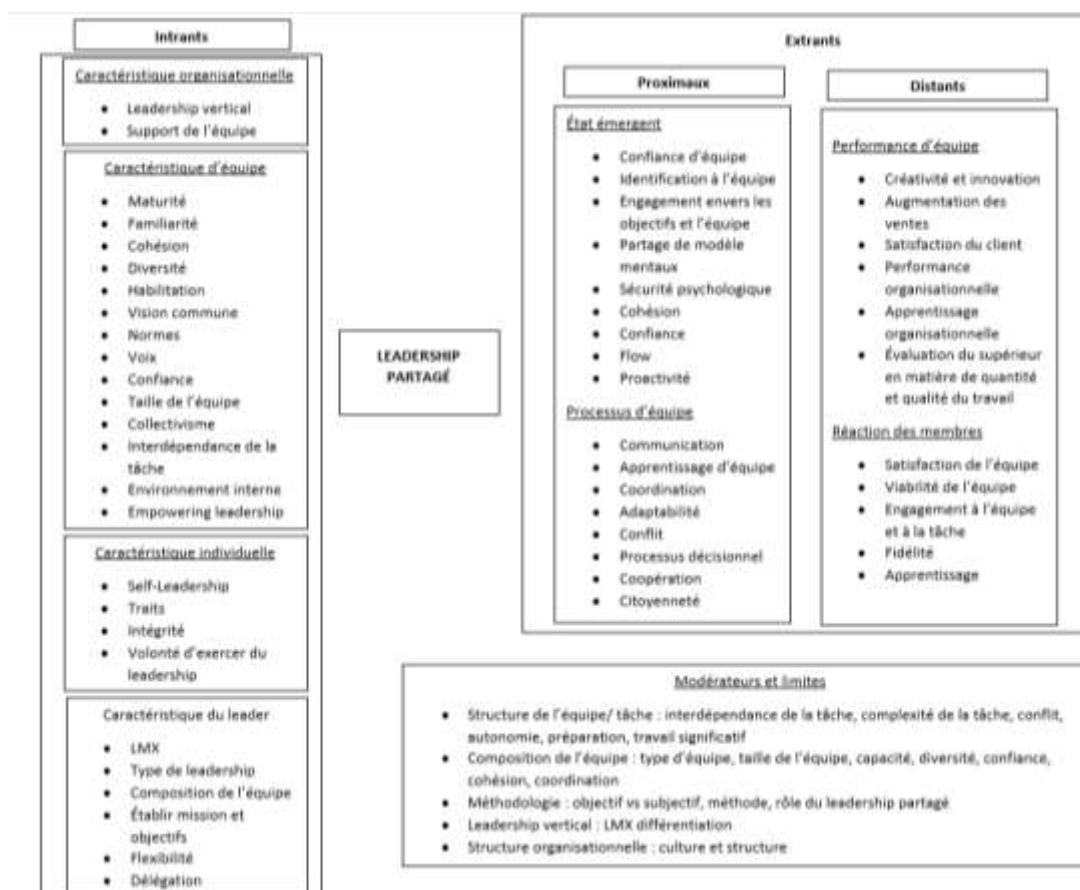 Intrants
Caractéristique organisationnelle
• Leadership vertical
• Support de l'équipe
Caractéristique d'équipe
• Maturité
• Familiarité
• Cohésion
• Diversité
• Habilitation
• Vision commune
• Normes
• Voix
• Confiance
• Taille de l'équipe
• Collectivisme
• Interdépendance de la
tâche
• Environnement interne
• Empowering leadership
Caractéristique individuelle
• Self-Leadership
• Traits
• Intégrité
• Volonté d'exercer du
leadership
Caractéristique du leader
• LMX
• Type de leadership
• Composition de l'équipe
• Établir mission et
objectifs
• Flexibilité
• Délégation
LEADERSHIP
PARTAGÉ
Extrants
Proximaux
État émergent
• Confiance d'équipe
• Identification à l'équipe
• Engagement envers les
objectifs et l'équipe
• Partage de modèle
mentaux
• Sécurité psychologique
• Cohésion
• Confiance
• Flow
• Proactivité
Processus d'équipe
• Communication
• Apprentissage d'équipe
• Coordination
• Adaptabilité
• Conflit
• Processus décisionnel
• Coopération
• Citoyenneté
Distants
Performance d'équipe
• Créativité et innovation
• Augmentation des
ventes
• Satisfaction du client
• Performance
organisationnelle
• Apprentissage
organisationnelle
• Évaluation du supérieur
en matière de quantité
et qualité du travail
Réaction des membres
• Satisfaction de l'équipe
• Viabilité de l'équipe
• Engagement à l'équipe
et à la tâche
• Fidélité
• Apprentissage
Modérateurs et limites
• Structure de l'équipe/ tâche : interdépendance de la tâche, complexité de la tâche, conflit,
autonomie, préparation, travail significatif
• Composition de l'équipe : type d'équipe, taille de l'équipe, capacité, diversité, confiance,
cohésion, coordination
• Méthodologie : objectif vs subjectif, méthode, rôle du leadership partagé
• Leadership vertical : LMX différentiation
• Structure organisationnelle : culture et structure